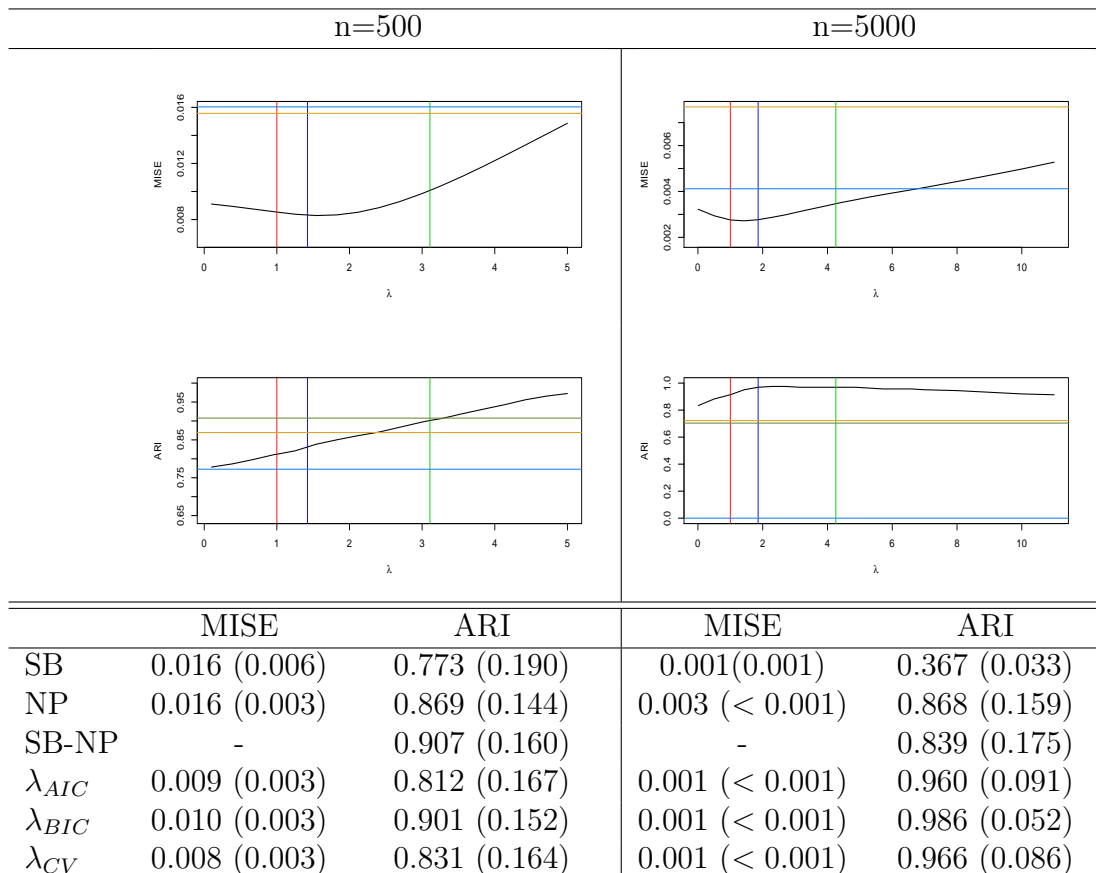 n=500 n=5000
MISE
0.008 0.012 0.016
0 1 2 3 4 5
λ
MISE
0.002 0.004 0.006
0 2 4 6 8 10
λ
ARI
0.65 0.75 0.85 0.95
0 1 2 3 4 5
λ
ARI
0.0 0.2 0.4 0.6 0.8 1.0
0 2 4 6 8 10
λ
MISE ARI MISE ARI
SB 0.016 (0.006) 0.773 (0.190) 0.001(0.001) 0.367 (0.033)
NP 0.016 (0.003) 0.869 (0.144) 0.003 (< 0.001) 0.868 (0.159)
SB-NP - 0.907 (0.160) - 0.839 (0.175)
λAIC 0.009 (0.003) 0.812 (0.167) 0.001 (< 0.001) 0.960 (0.091)
λBIC 0.010 (0.003) 0.901 (0.152) 0.001 (< 0.001) 0.986 (0.052)
λCV 0.008 (0.003) 0.831 (0.164) 0.001 (< 0.001) 0.966 (0.086)